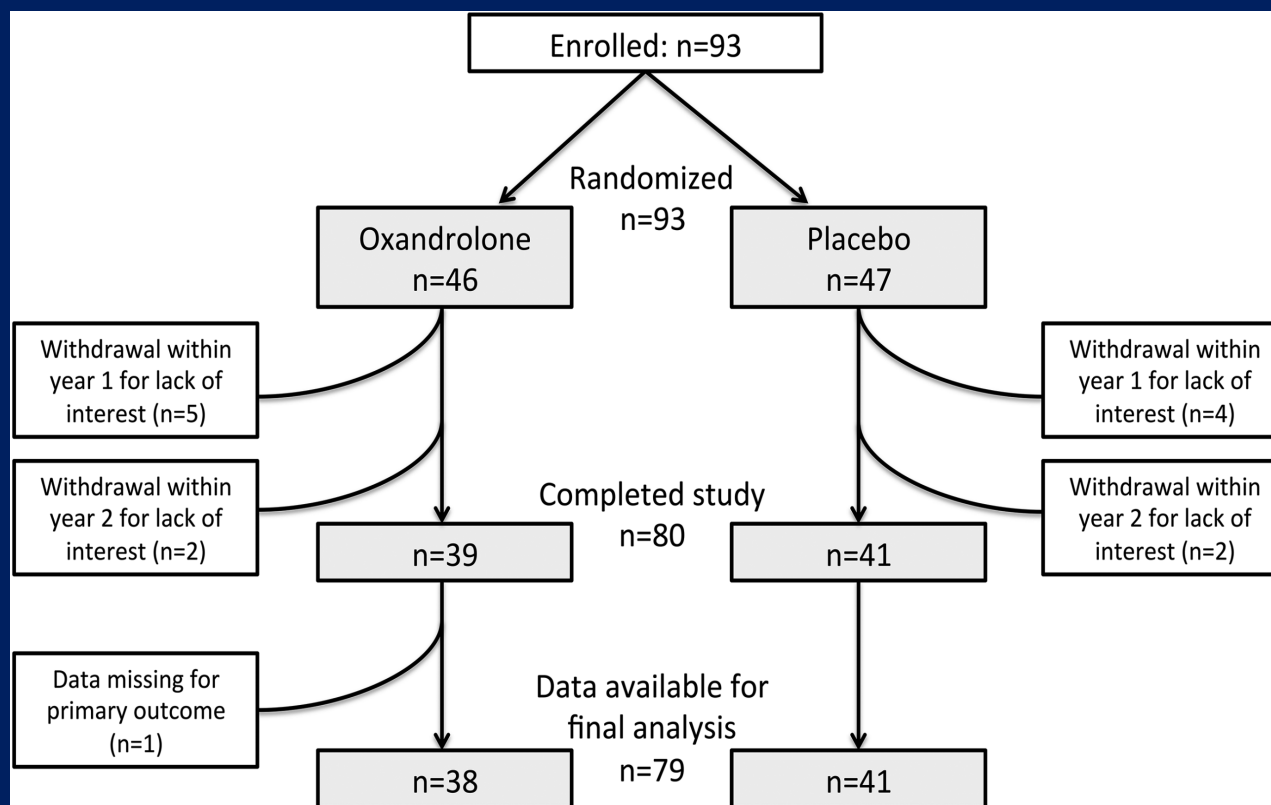 Enrolled: n=93
Randomized
n=93
Oxandrolone
n=46
Placebo
n=47
Withdrawal within
year 1 for lack of
interest (n=5)
Withdrawal within
year 1 for lack of
interest (n=4)
Withdrawal within
year 2 for lack of
interest (n=2)
Completed study
n=80
Withdrawal within
year 2 for lack of
interest (n=2)
n=39
n=41
Data missing for
primary outcome
(n=1)
Data available for
final analysis
n=79
n=38
n=41